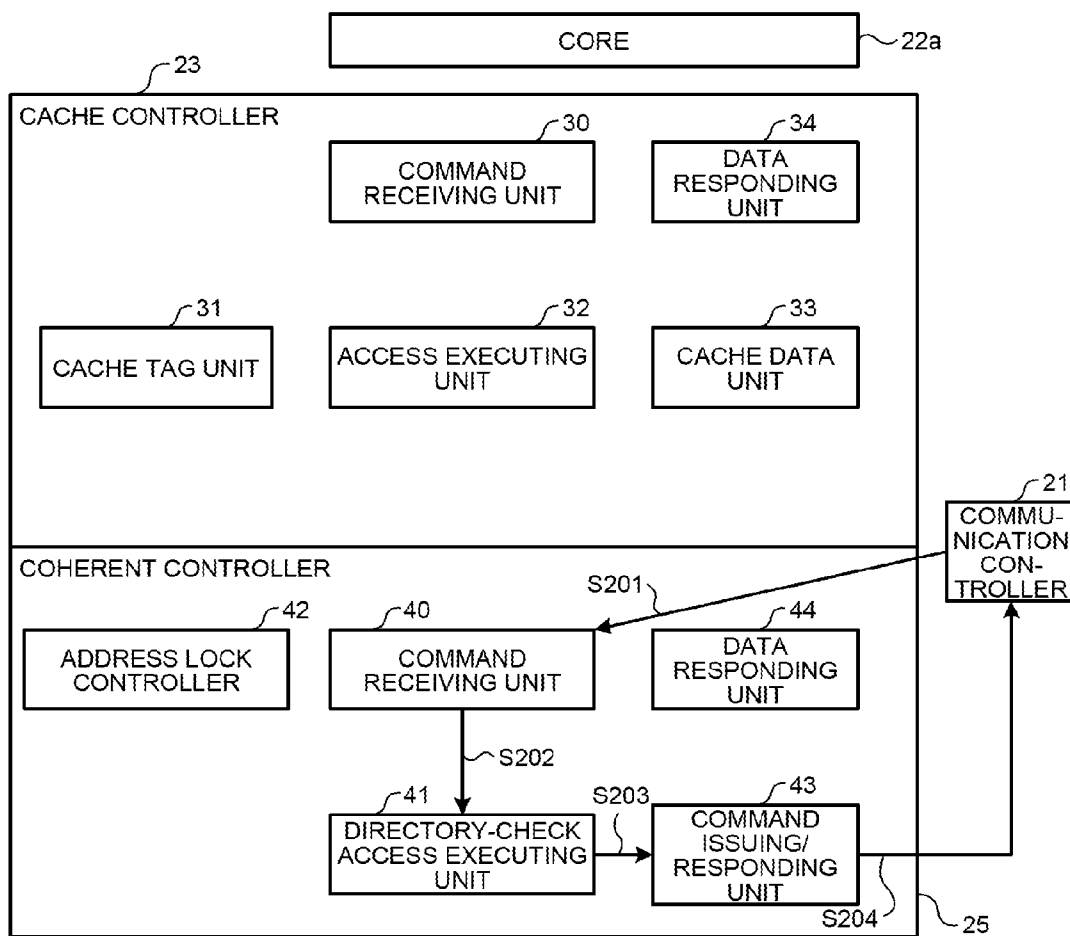 CORE
22a
23
CACHE CONTROLLER
30
COMMAND
RECEIVING UNIT
34
DATA
RESPONDING
UNIT
31
CACHE TAG UNIT
32
ACCESS EXECUTING
UNIT
33
CACHE DATA
UNIT
21
COMMU-
NICATION
CON-
TROLLER
COHERENT CONTROLLER
S201
42
ADDRESS LOCK
CONTROLLER
40
COMMAND
RECEIVING UNIT
44
DATA
RESPONDING
UNIT
S202
41
DIRECTORY-CHECK
ACCESS EXECUTING
UNIT
S203
43
COMMAND
ISSUING/
RESPONDING
UNIT
S204
25